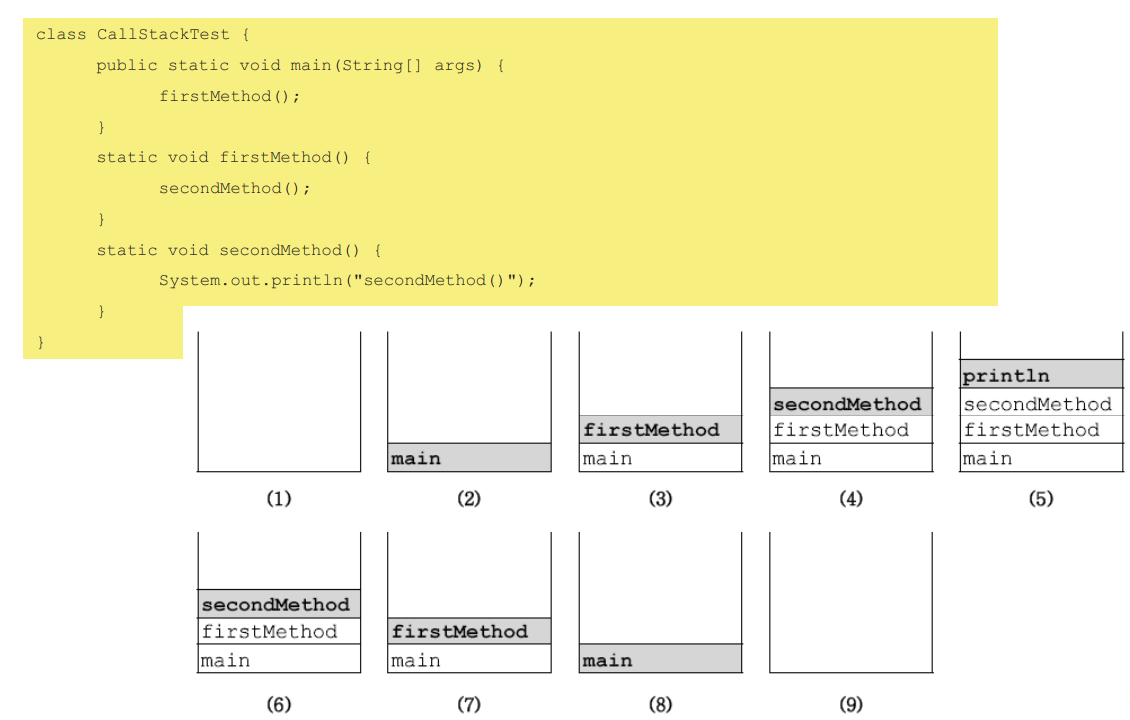 class CallStackTest {
public static void main(String[] args) {
firstMethod();
}
static void firstMethod() {
secondMethod();
}
static void secondMethod() {
System.out.println("secondMethod()");
}
}
println
secondMethod secondMethod
firstMethod firstMethod firstMethod
main main main main
(1) (2) (3) (4) (5)
secondMethod
firstMethod firstMethod
main main main
(6) (7) (8) (9)